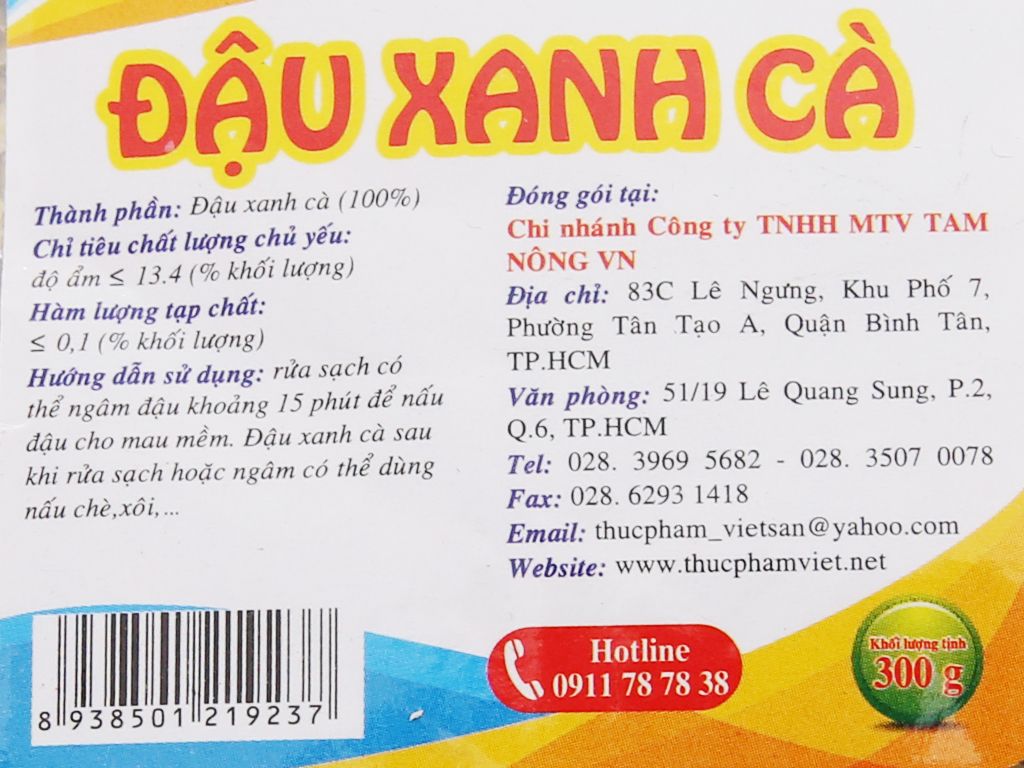 ĐẬU XANH CÀ
Thành phần: Đậu xanh cà (100%)
Chỉ tiêu chất lượng chủ yếu:
độ ẩm ≤ 13.4 (% khối lượng)
Hàm lượng tạp chất:
≤ 0,1 (% khối lượng)
Hướng dẫn sử dụng: rửa sạch có
thể ngâm đậu khoảng 15 phút để nấu
đậu cho mau mềm. Đậu xanh cà sau
khi rửa sạch hoặc ngâm có thể dùng
nấu chè,xôi,...
Đóng gói tại:
Chi nhánh Công ty TNHH MTV TAM
NÔNG VN
Địa chỉ: 83C Lê Ngưng, Khu Phố 7,
Phường Tân Tạo A, Quận Bình Tân,
TP.HCM
Văn phòng: 51/19 Lê Quang Sung, P.2,
Q.6, TP.HCM
Tel: 028. 3969 5682 - 028. 3507 0078
Fax: 028. 6293 1418
Email: thucpham_vietsan@yahoo.com
Website: www.thucphamviet.net
Hotline
0911 78 78 38
Khối lượng tịnh
300 g
8 938501 219237